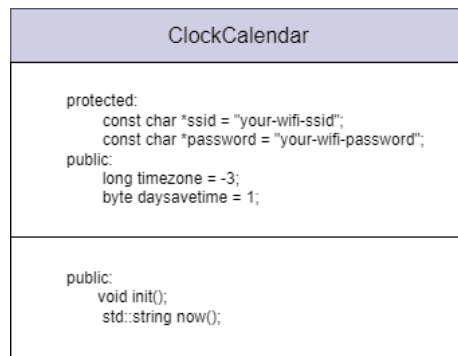 ClockCalendar
protected:
const char *ssid = "your-wifi-ssid";
const char *password = "your-wifi-password";
public:
long timezone = -3;
byte daysavetime = 1;
public:
void init();
std::string now();